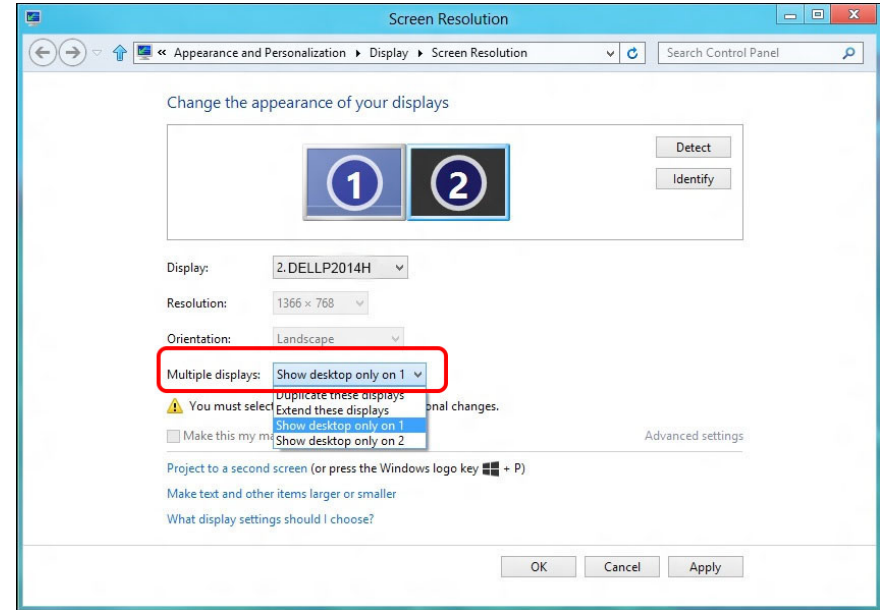 Screen Resolution
« Appearance and Personalization Display Screen Resolution
Search Control Panel
Change the appearance of your displays
1 2
Detect
Identify
Display: 2. DELLP2014H
Resolution: 1366 × 768
Orientation: Landscape
Multiple displays: Show desktop only on 1
Duplicate these displays
You must select onal changes.
Extend these displays
Show desktop only on 1
Make this my Advanced settings
Show desktop only on 2
Project to a second screen (or press the Windows logo key + P)
Make text and other items larger or smaller
What display settings should I choose?
OK Cancel Apply